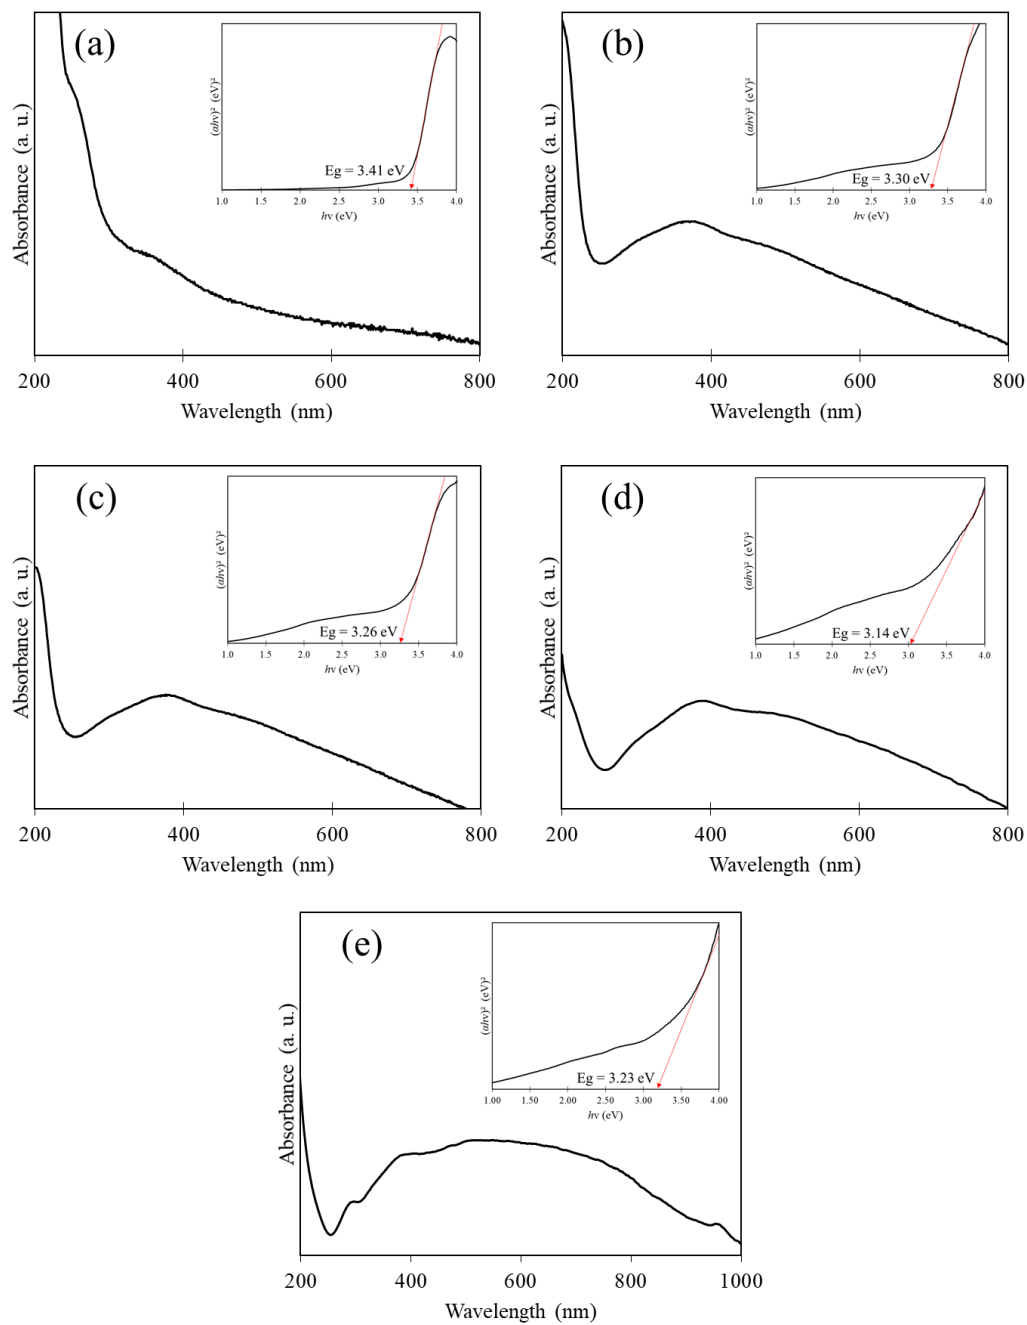 (a)
(αhν)² (eV)²
Eg = 3.41 eV
1.0 1.5 2.0 2.5 3.0 3.5 4.0
hν (eV)
Absorbance (a. u.)
200 400 600 800
Wavelength (nm)
(b)
(αhν)² (eV)²
Eg = 3.30 eV
1.0 1.5 2.0 2.5 3.0 3.5 4.0
hν (eV)
Absorbance (a. u.)
200 400 600 800
Wavelength (nm)
(c)
(αhν)² (eV)²
Eg = 3.26 eV
1.0 1.5 2.0 2.5 3.0 3.5 4.0
hν (eV)
Absorbance (a. u.)
200 400 600 800
Wavelength (nm)
(d)
(αhν)² (eV)²
Eg = 3.14 eV
1.0 1.5 2.0 2.5 3.0 3.5 4.0
hν (eV)
Absorbance (a. u.)
200 400 600 800
Wavelength (nm)
(e)
(αhν)² (eV)²
Eg = 3.23 eV
1.00 1.50 2.00 2.50 3.00 3.50 4.00
hν (eV)
Absorbance (a. u.)
200 400 600 800 1000
Wavelength (nm)